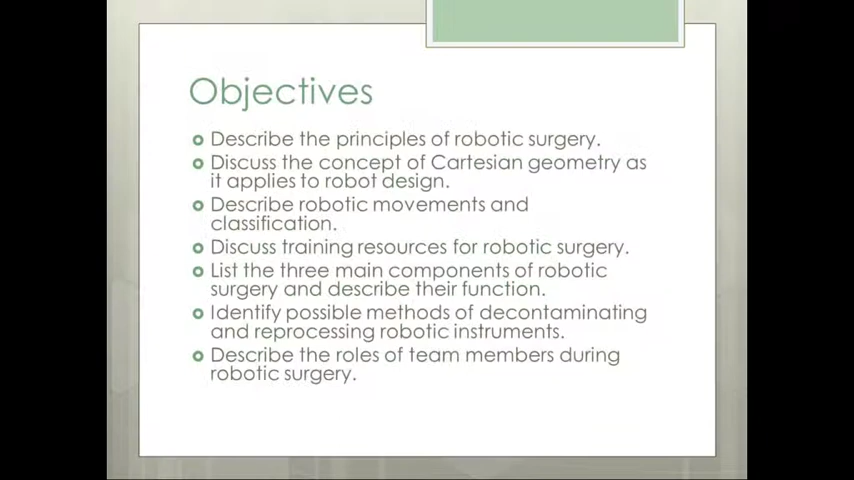 Objectives
Describe the principles of robotic surgery.
Discuss the concept of Cartesian geometry as
it applies to robot design.
Describe robotic movements and
classification.
Discuss training resources for robotic surgery.
List the three main components of robotic
surgery and describe their function.
Identify possible methods of decontaminating
and reprocessing robotic instruments.
Describe the roles of team members during
robotic surgery.